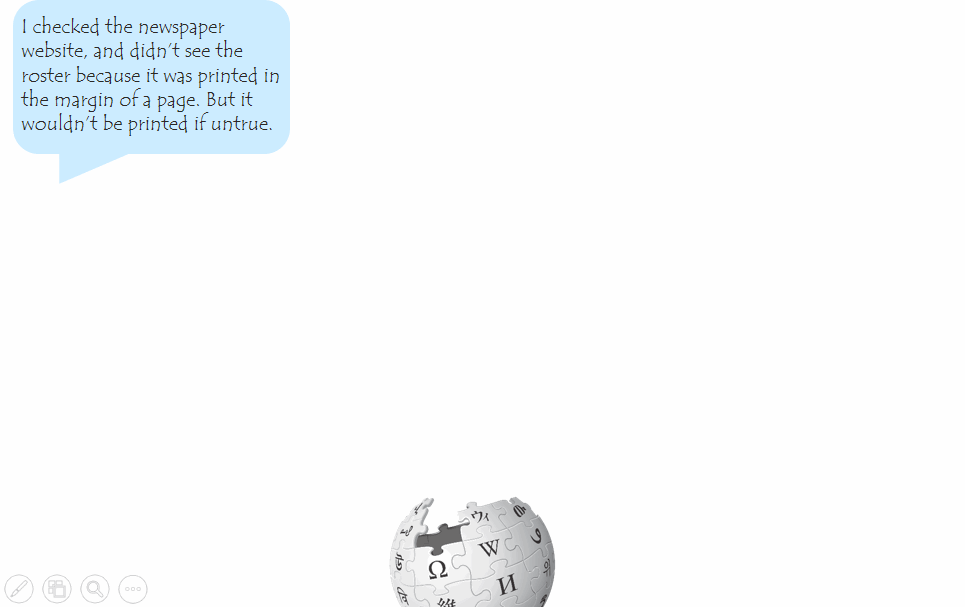 I checked the newspaper
website, and didn't see the
roster because it was printed in
the margin of a page. But it
wouldn't be printed if untrue.
Ω W
И
維